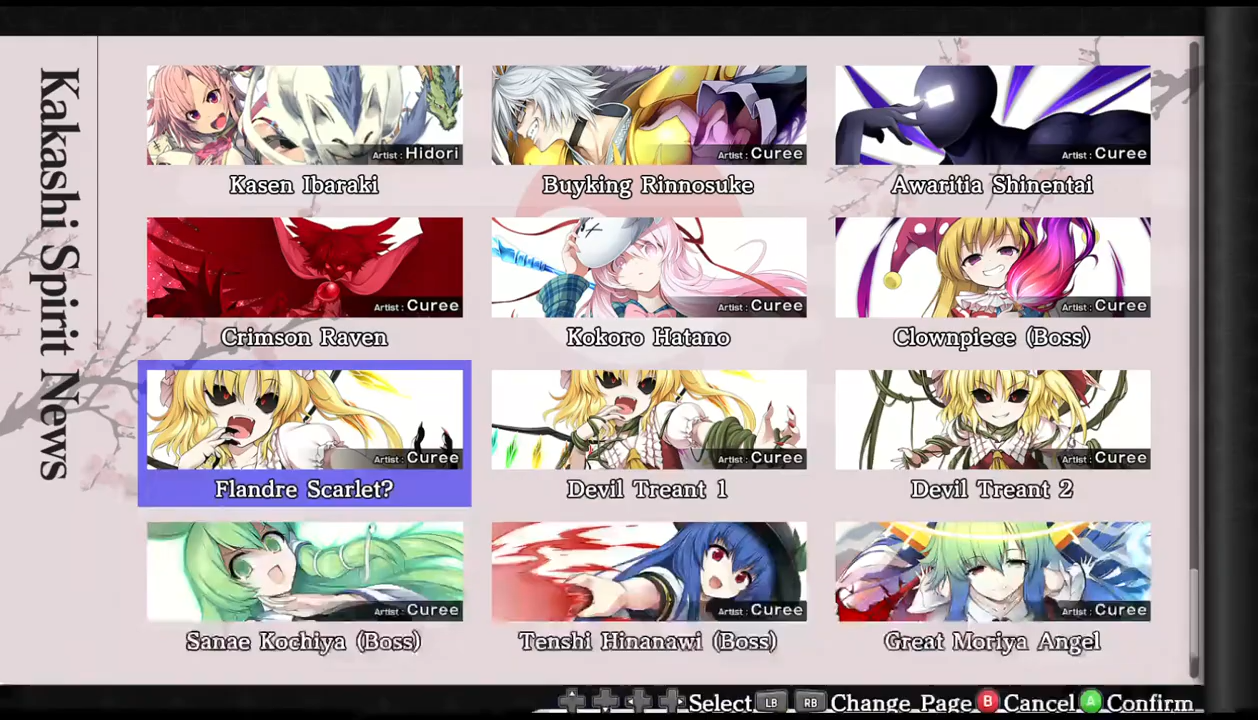 Kakashi Spirit News
Artist : Hidori
Kasen Ibaraki
Artist : Curee
Buyking Rinnosuke
Artist : Curee
Awaritia Shinentai
Artist : Curee
Crimson Raven
Artist : Curee
Kokoro Hatano
Artist : Curee
Clownpiece (Boss)
Artist : Curee
Flandre Scarlet?
Artist : Curee
Devil Treant 1
Artist : Curee
Devil Treant 2
Artist : Curee
Sanae Kochiya (Boss)
Artist : Curee
Tenshi Hinanawi (Boss)
Artist : Curee
Great Moriya Angel
Select LB RB Change Page B Cancel A Confirm